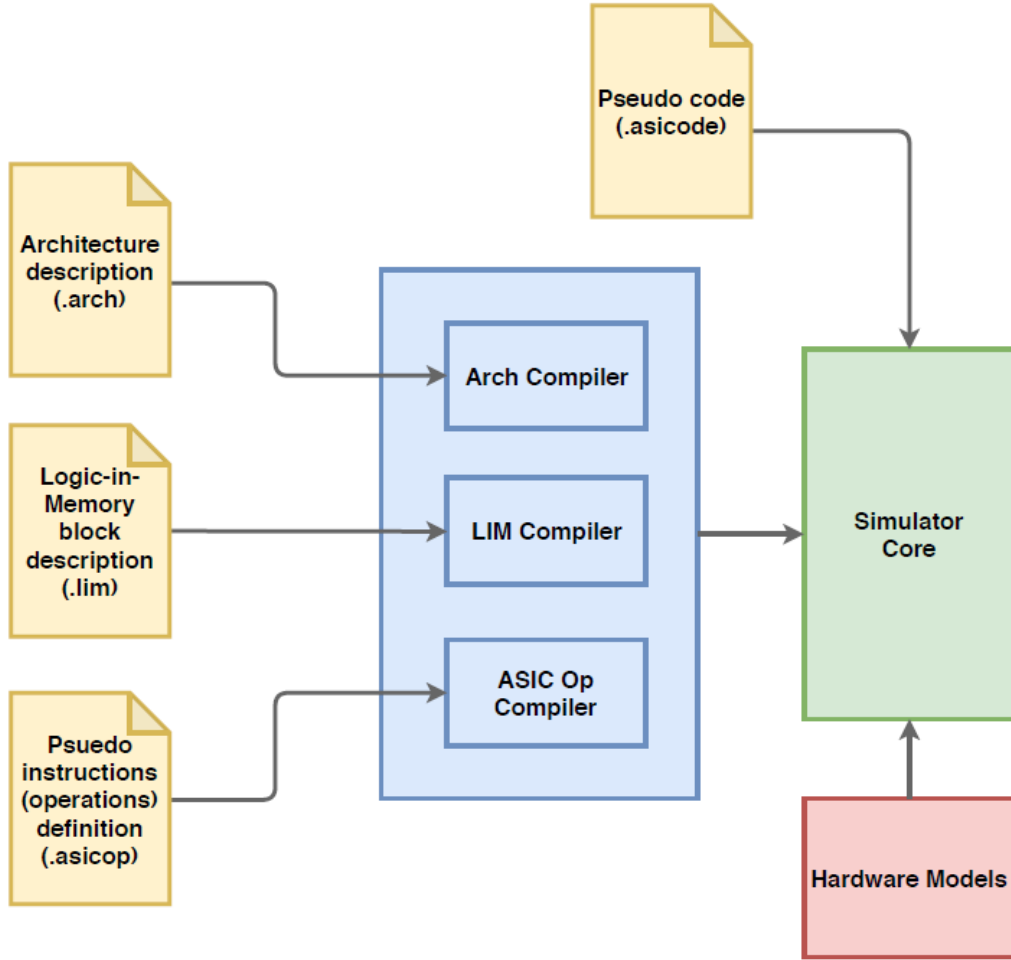 Pseudo code
(.asicode)
Architecture
description
(.arch)
Arch Compiler
Logic-in-
Memory
block
description
(.lim)
LIM Compiler
Simulator
Core
Psuedo
instructions
(operations)
definition
(.asicop)
ASIC Op
Compiler
Hardware Models